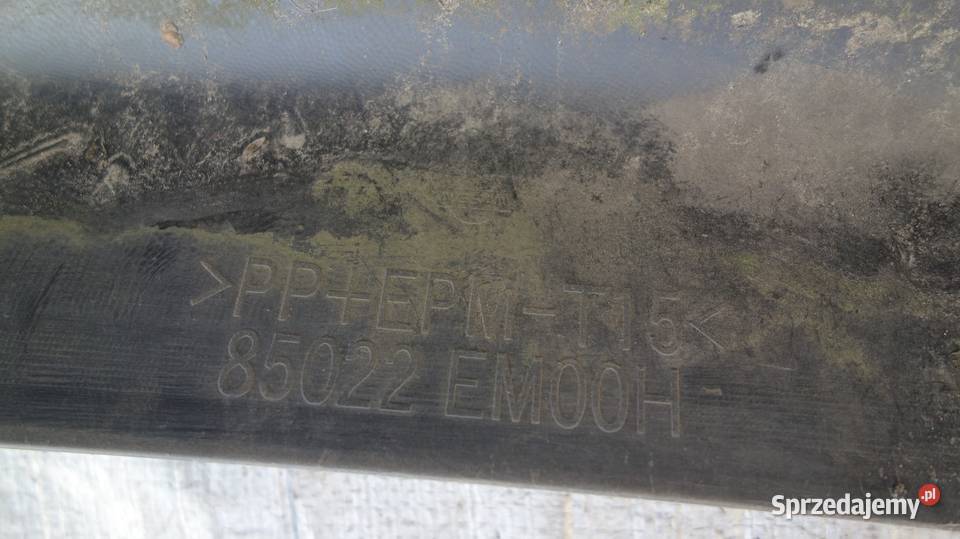 >PP+EPM-T15<
85022 EM00H
Sprzedajemy.pl